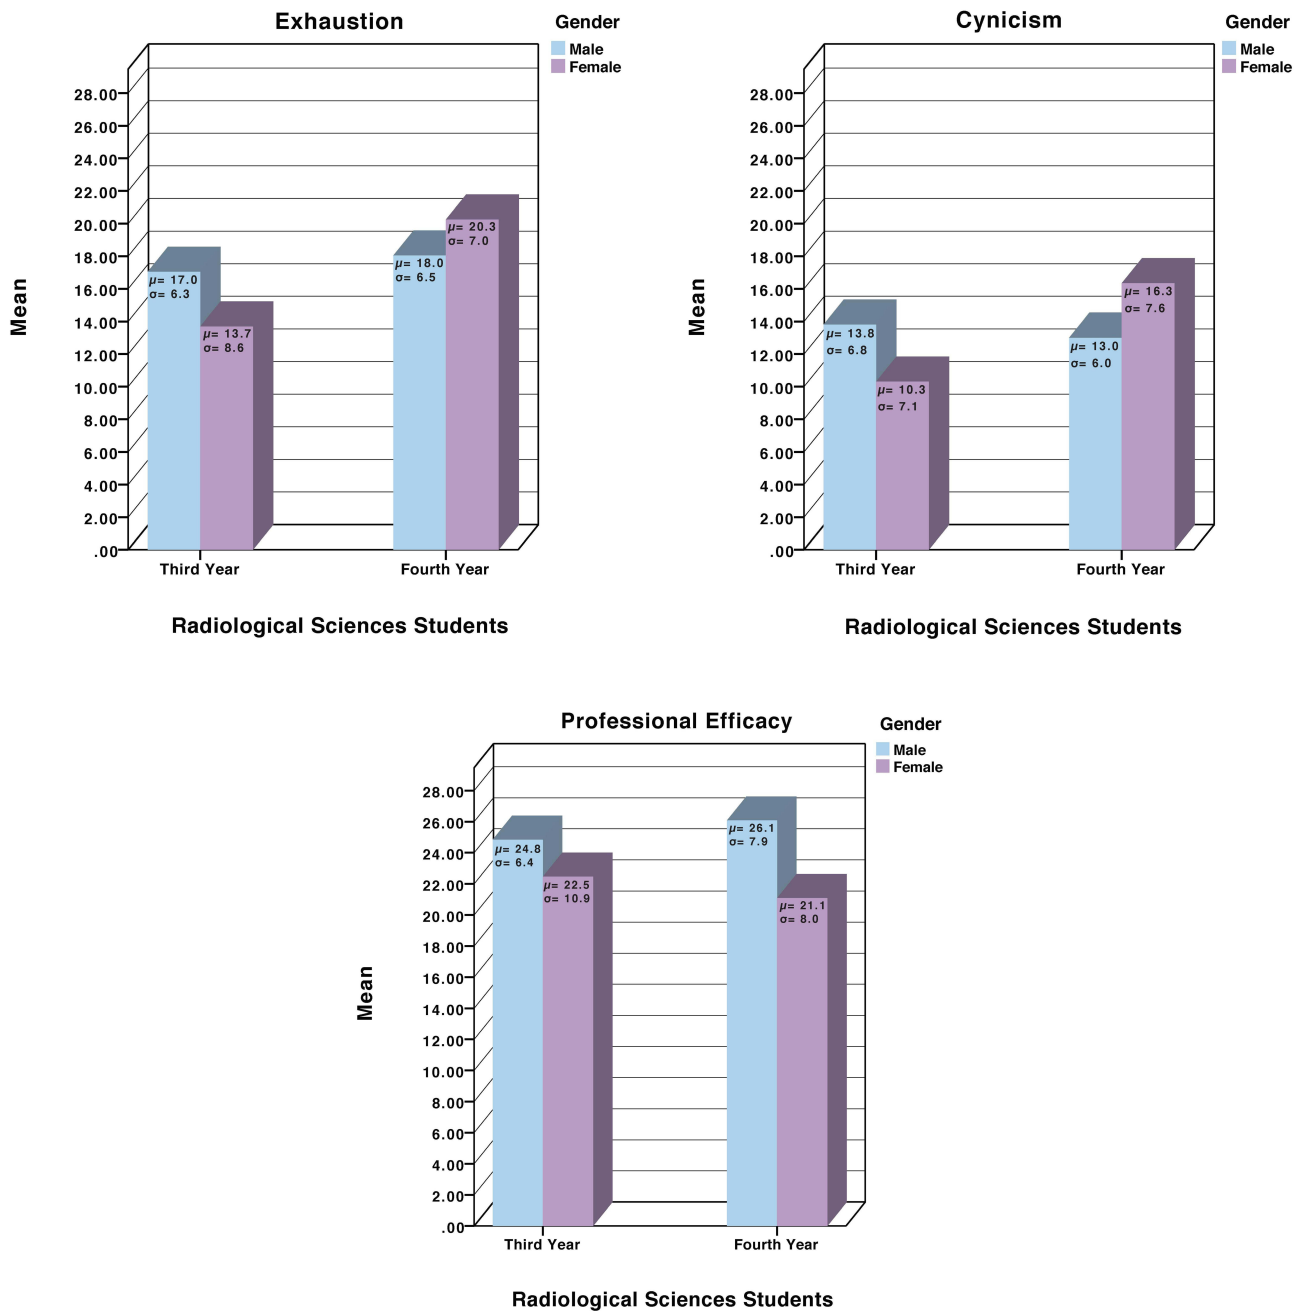 Exhaustion
Gender
Male
Female
28.00
26.00
24.00
22.00
20.00
18.00
16.00
14.00
12.00
10.00
8.00
6.00
4.00
2.00
.00
Mean
μ= 17.0
σ= 6.3
μ= 13.7
σ= 8.6
μ= 18.0
σ= 6.5
μ= 20.3
σ= 7.0
Third Year
Fourth Year
Radiological Sciences Students
Cynicism
Gender
Male
Female
28.00
26.00
24.00
22.00
20.00
18.00
16.00
14.00
12.00
10.00
8.00
6.00
4.00
2.00
.00
Mean
μ= 13.8
σ= 6.8
μ= 10.3
σ= 7.1
μ= 13.0
σ= 6.0
μ= 16.3
σ= 7.6
Third Year
Fourth Year
Radiological Sciences Students
Professional Efficacy
Gender
Male
Female
28.00
26.00
24.00
22.00
20.00
18.00
16.00
14.00
12.00
10.00
8.00
6.00
4.00
2.00
.00
Mean
μ= 24.8
σ= 6.4
μ= 22.5
σ= 10.9
μ= 26.1
σ= 7.9
μ= 21.1
σ= 8.0
Third Year
Fourth Year
Radiological Sciences Students